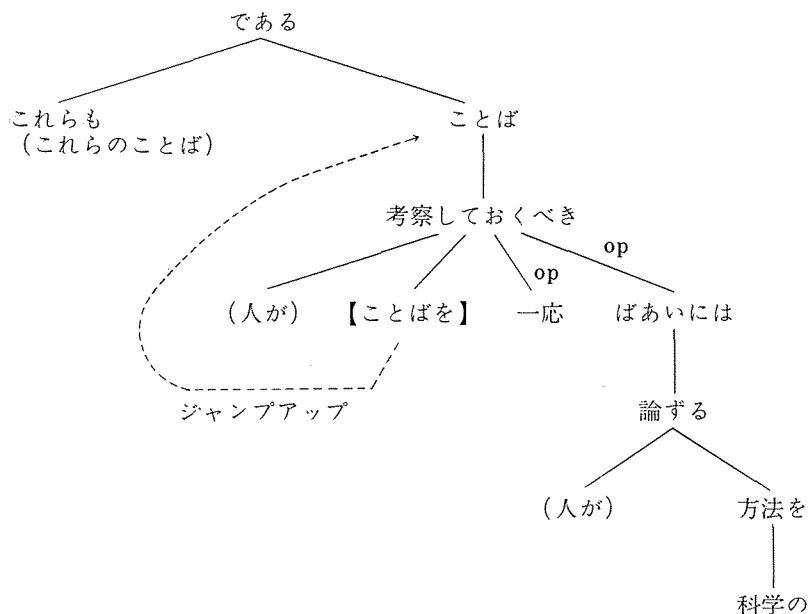 である
これらも ことば
(これらのことば)
考察しておくべき
op
op
(人が) 【ことばを】 一応 ばあいには
ジャンプアップ
論ずる
(人が) 方法を
科学の